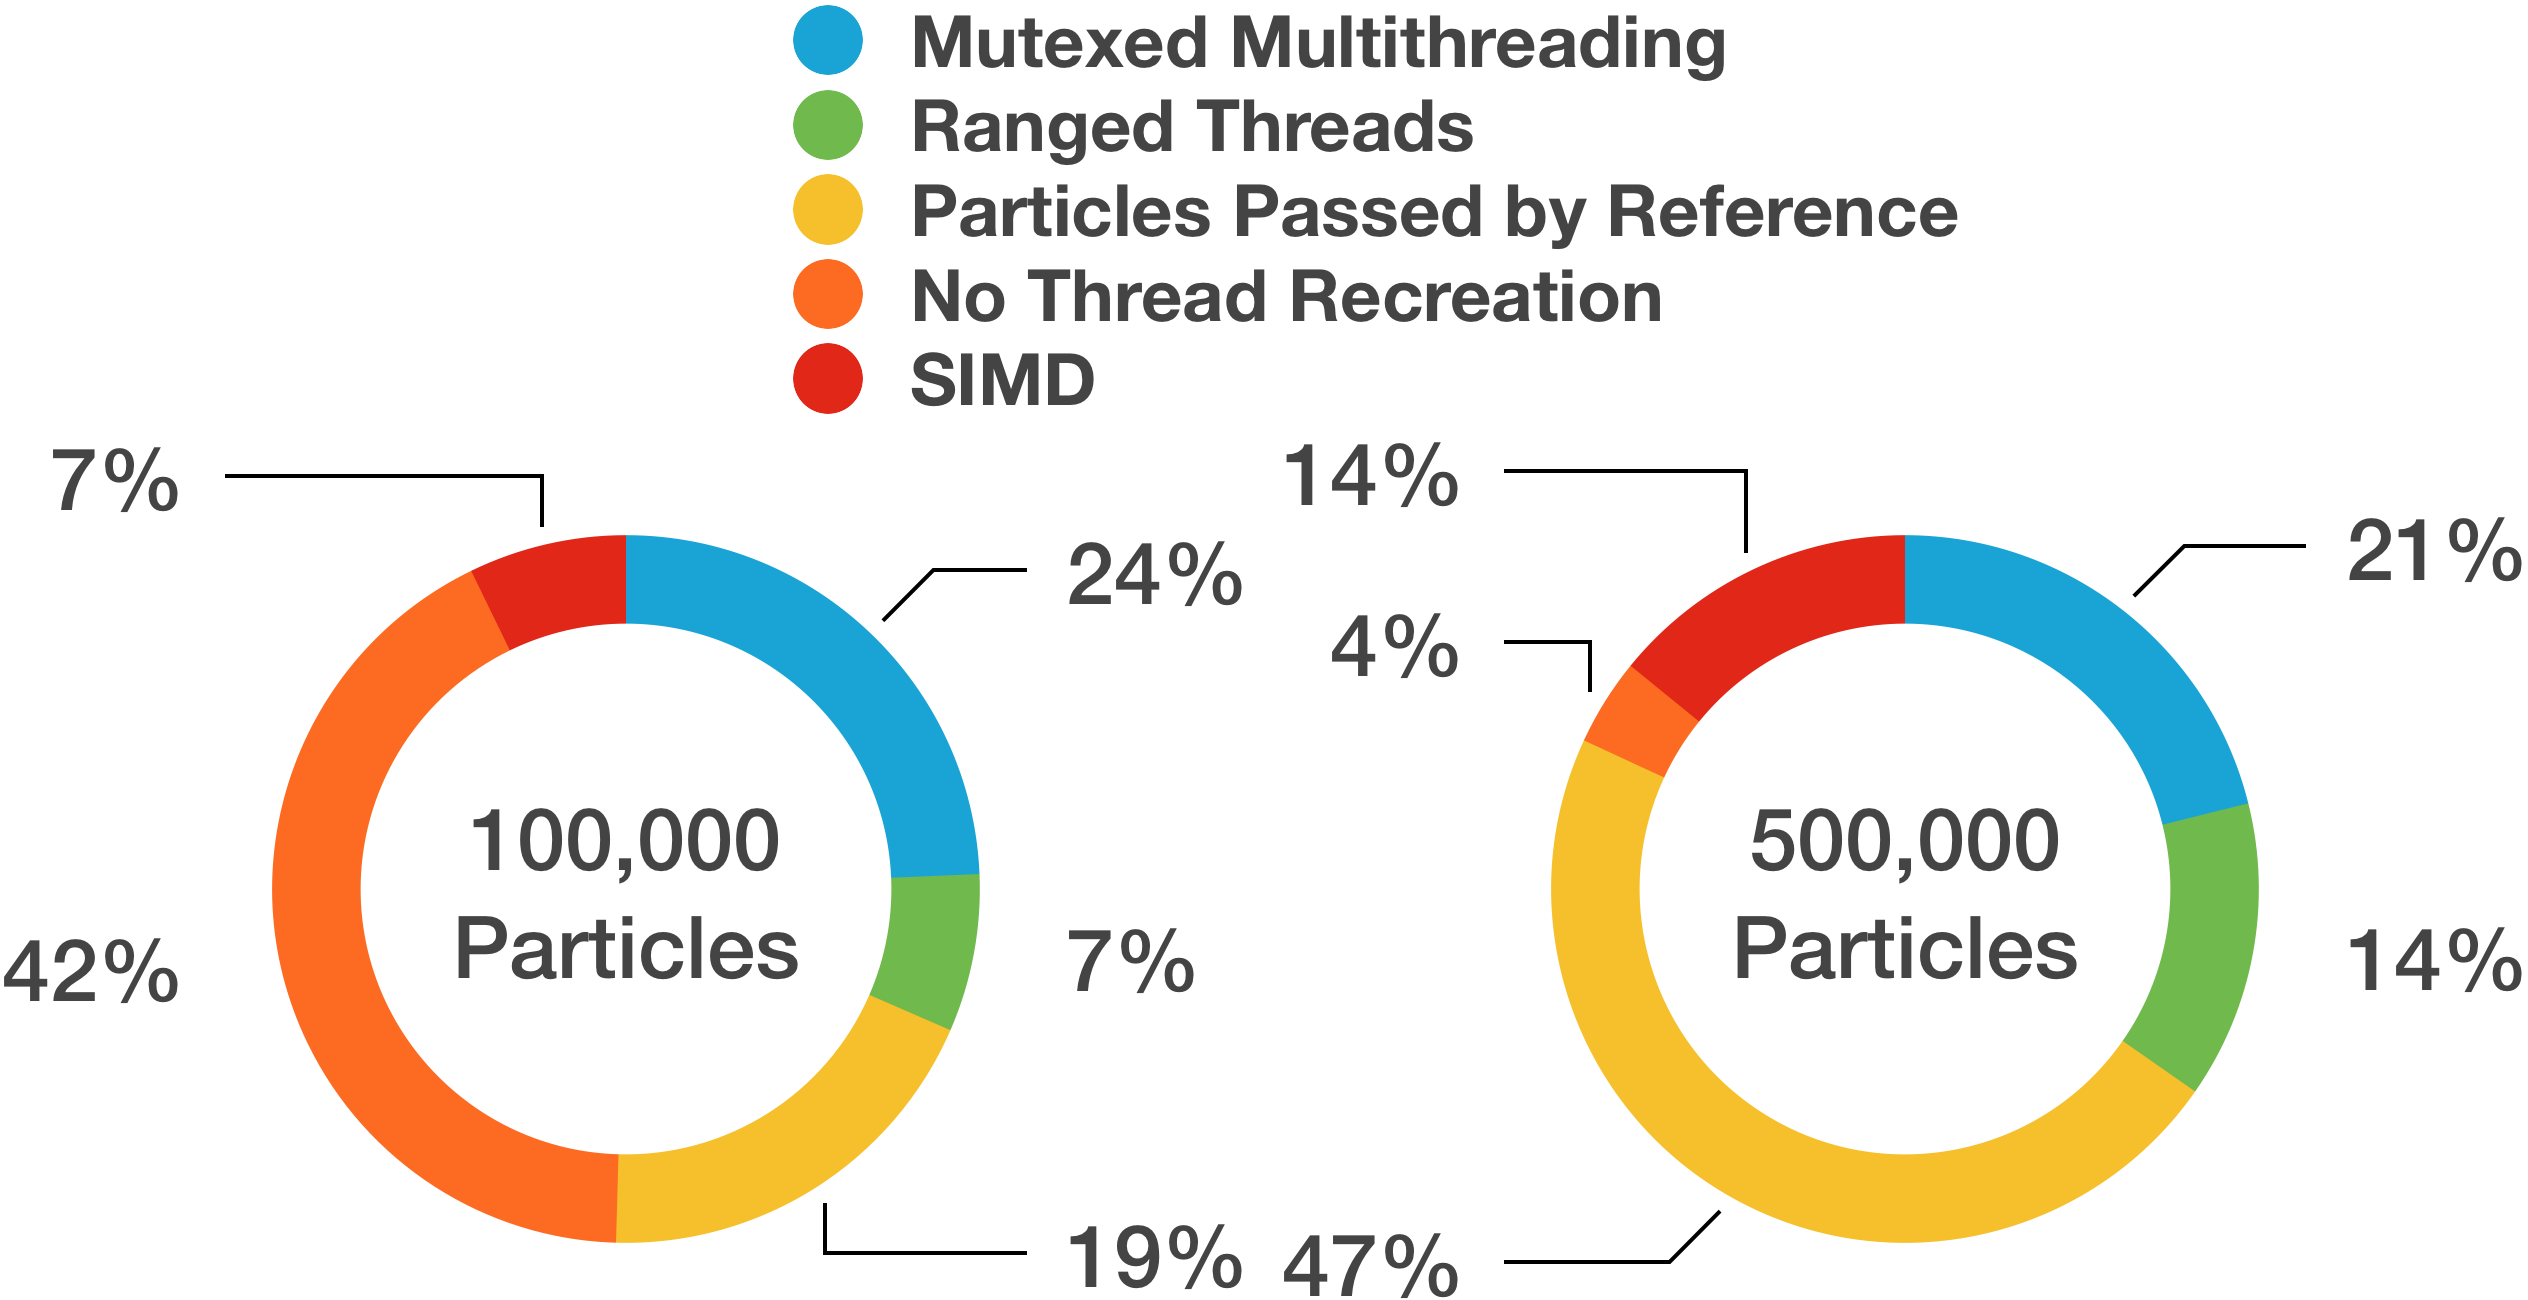 Mutexed Multithreading
Ranged Threads
Particles Passed by Reference
No Thread Recreation
SIMD
7%
24%
42%
100,000
Particles
7%
19%
14%
21%
4%
500,000
Particles
14%
47%